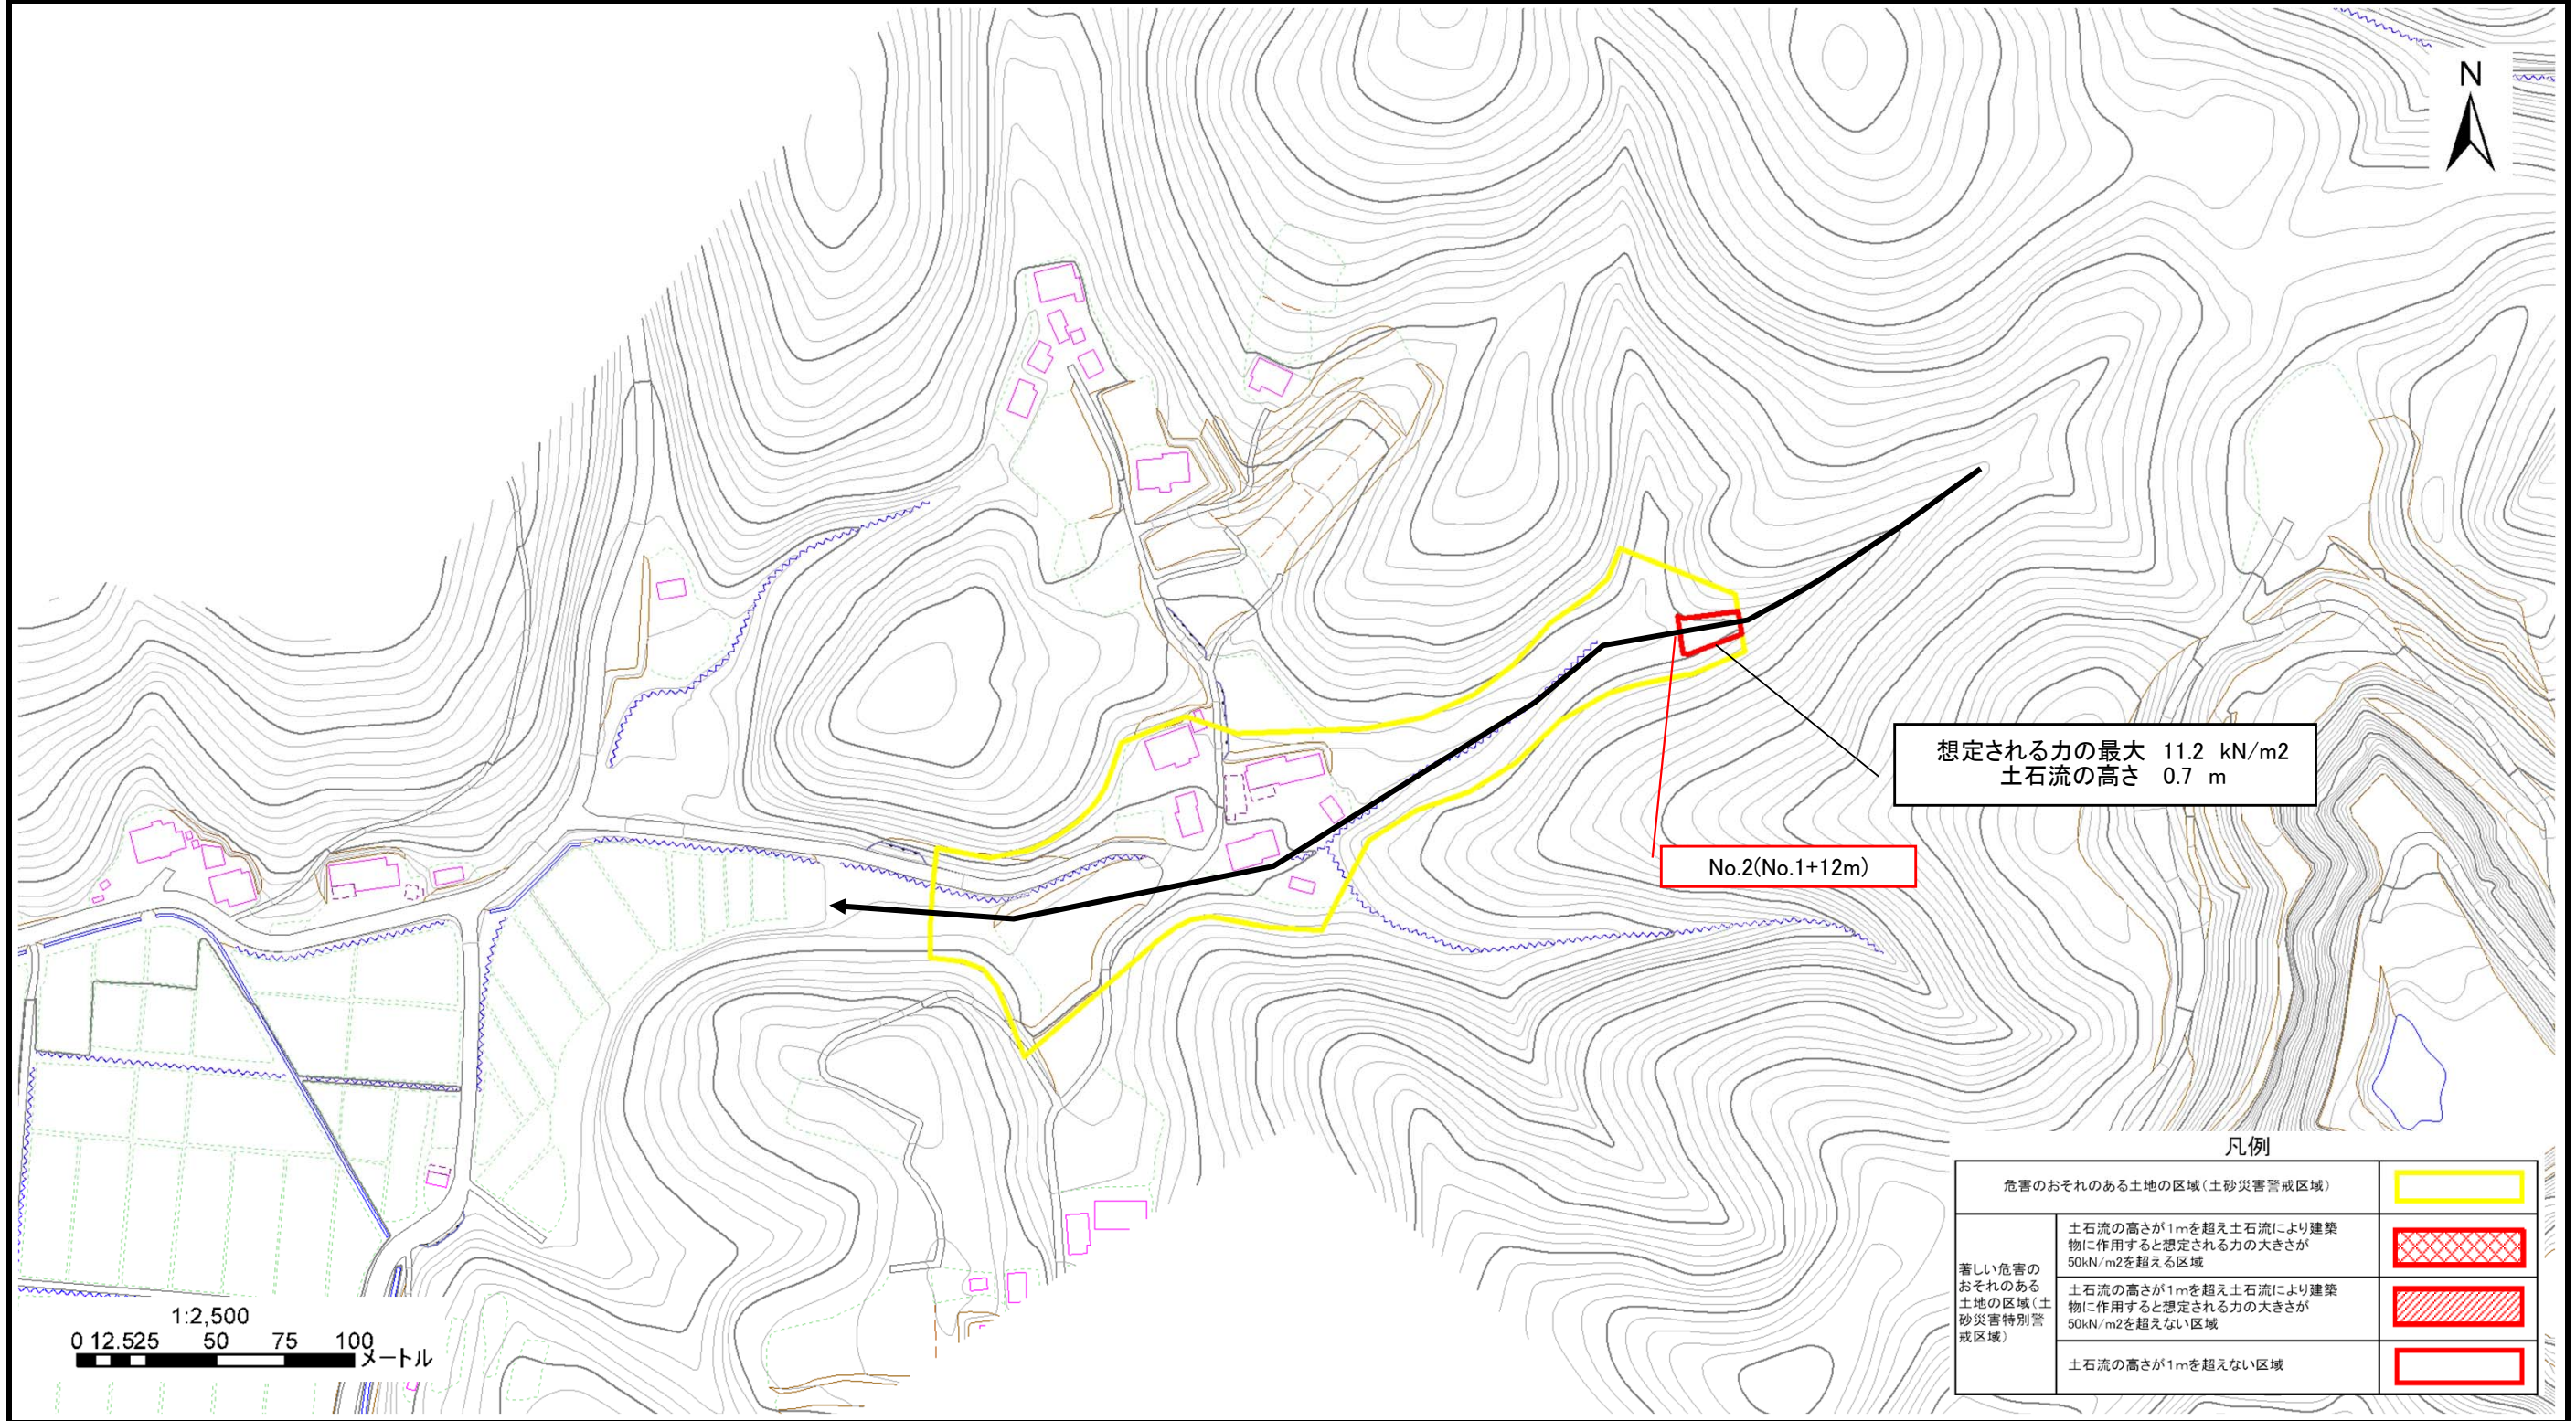 N
想定される力の最大 11.2 kN/m2
土石流の高さ 0.7 m
No.2(No.1+12m)
凡例
危害のおそれのある土地の区域(土砂災害警戒区域)
著しい危害の
おそれのある
土地の区域(土
砂災害特別警
戒区域)
土石流の高さが1mを超え土石流により建築
物に作用すると想定される力の大きさが
50kN/m2を超える区域
土石流の高さが1mを超え土石流により建築
物に作用すると想定される力の大きさが
50kN/m2を超えない区域
土石流の高さが1mを超えない区域
1:2,500
0 12.525 50 75 100
メートル